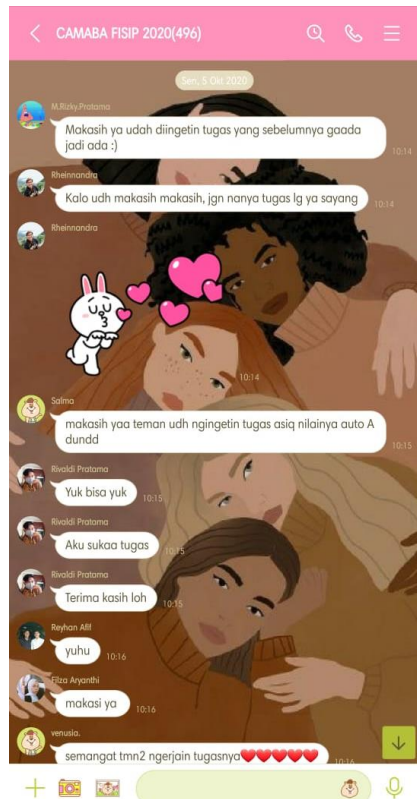 CAMABA FISIP 2020(496)
Sen, 5 Okt 2020
M.Rizky.Pratama
Makasih ya udah diingetin tugas yang sebelumnya gaada
jadi ada :)
10:14
Rheinnandra
Kalo udh makasih makasih, jgn nanya tugas lg ya sayang
10:14
Rheinnandra
10:14
Salma
makasih yaa teman udh ngingetin tugas asiq nilainya auto A
dundd
10:15
Rivaldi Pratama
Yuk bisa yuk
10:15
Rivaldi Pratama
Aku sukaa tugas
10:15
Rivaldi Pratama
Terima kasih loh
10:15
Reyhan Allif
yuhu
10:16
Filza Aryanthi
makasi ya
10:16
venusia.
semangat tmn2 ngerjain tugasnya❤❤❤❤❤
10:16